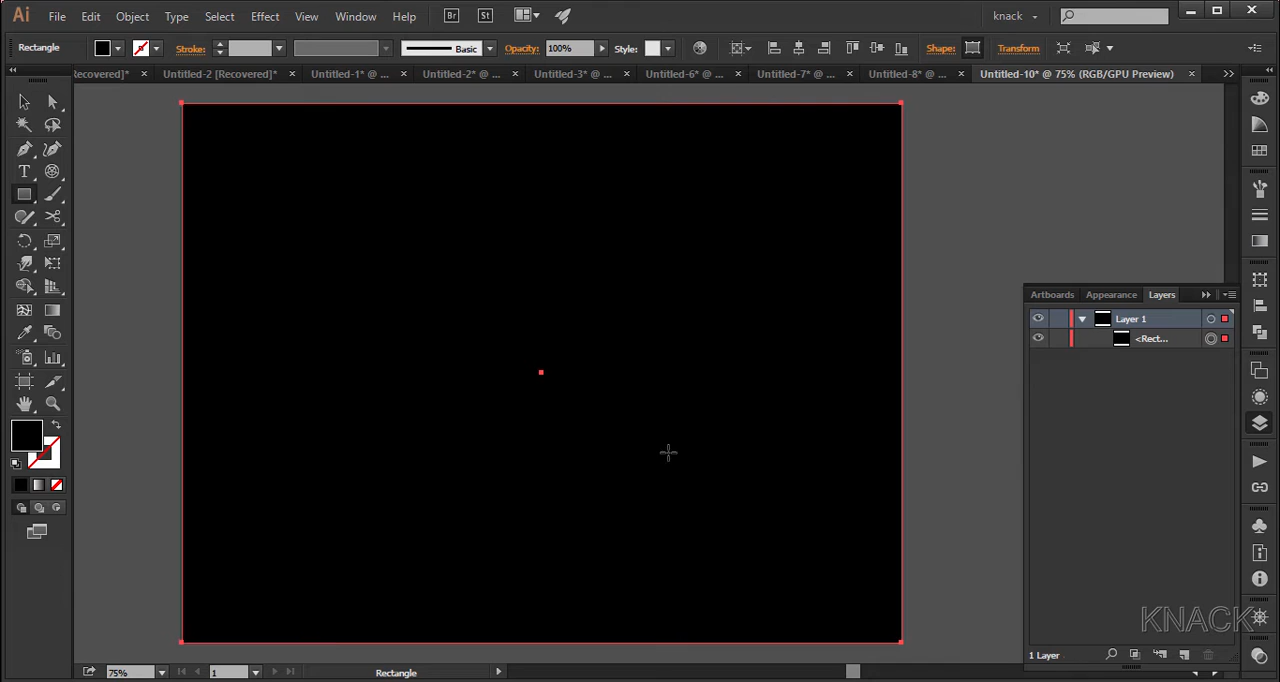 Ai File Edit Object Type Select Effect View Window Help Br St knack
Rectangle Stroke: Basic Opacity: 100% Style: Shape: Transform
Recovered]* Untitled-2 [Recovered]* Untitled-1* @ ... Untitled-2* @ ... Untitled-3* @ ... Untitled-6* @ ... Untitled-7* @ ... Untitled-8* @ ... Untitled-10* @ 75% (RGB/GPU Preview)
Artboards Appearance Layers
Layer 1
<Rect...
KNACK
1 Layer
75% 1 Rectangle